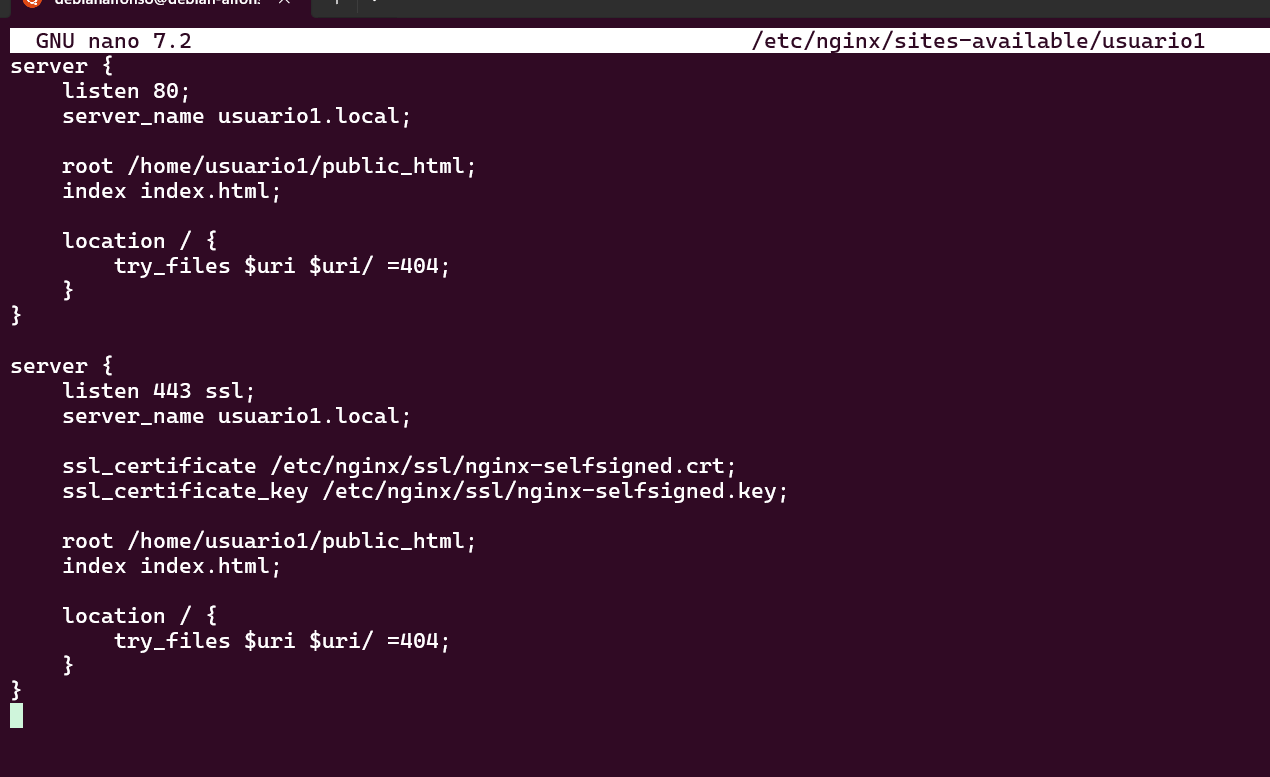 GNU nano 7.2 /etc/nginx/sites-available/usuario1
server {
    listen 80;
    server_name usuario1.local;

    root /home/usuario1/public_html;
    index index.html;

    location / {
        try_files $uri $uri/ =404;
    }
}

server {
    listen 443 ssl;
    server_name usuario1.local;

    ssl_certificate /etc/nginx/ssl/nginx-selfsigned.crt;
    ssl_certificate_key /etc/nginx/ssl/nginx-selfsigned.key;

    root /home/usuario1/public_html;
    index index.html;

    location / {
        try_files $uri $uri/ =404;
    }
}